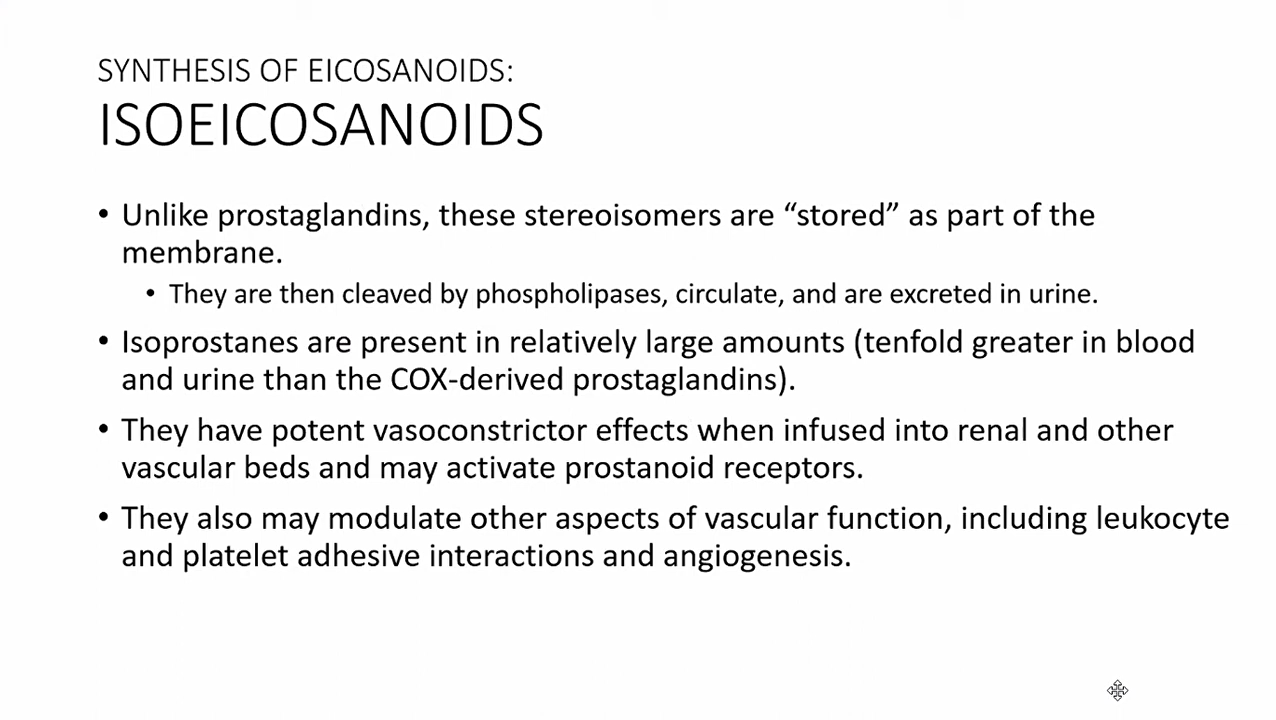 SYNTHESIS OF EICOSANOIDS:
ISOEICOSANOIDS
• Unlike prostaglandins, these stereoisomers are “stored” as part of the
membrane.
• They are then cleaved by phospholipases, circulate, and are excreted in urine.
• Isoprostanes are present in relatively large amounts (tenfold greater in blood
and urine than the COX-derived prostaglandins).
• They have potent vasoconstrictor effects when infused into renal and other
vascular beds and may activate prostanoid receptors.
• They also may modulate other aspects of vascular function, including leukocyte
and platelet adhesive interactions and angiogenesis.